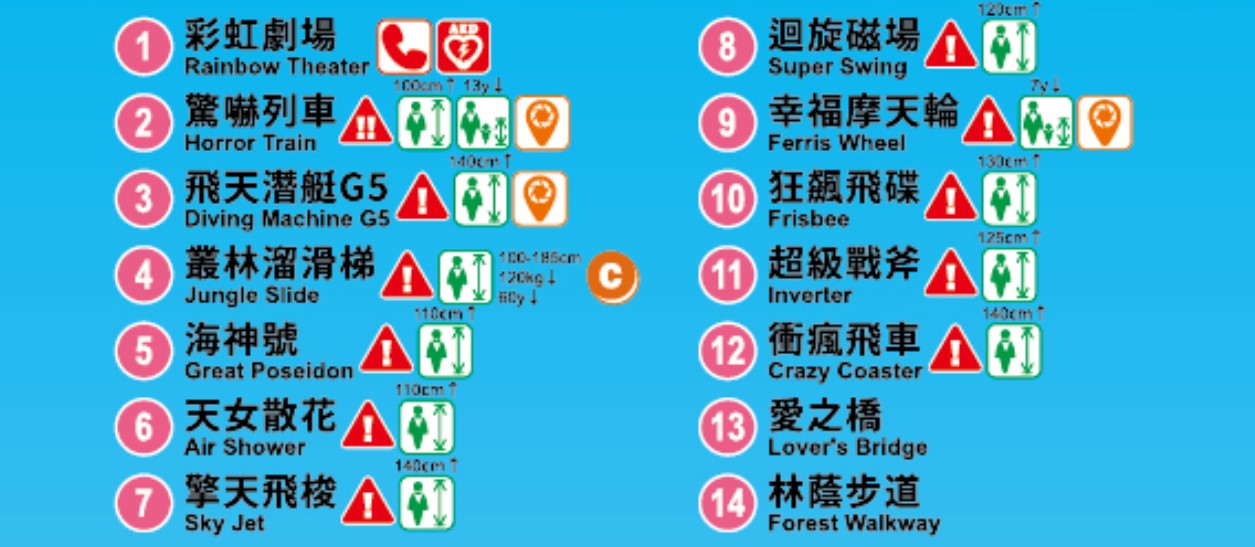 1
彩虹劇場
Rainbow Theater
AED
2
驚嚇列車
Horror Train
!!
100cm↑ 13y↓
3
飛天潛艇G5
Diving Machine G5
!
140cm↑
4
叢林溜滑梯
Jungle Slide
!
100-185cm
120kg↓
60y↓
C
5
海神號
Great Poseidon
!
110cm↑
6
天女散花
Air Shower
!
110cm↑
7
擎天飛梭
Sky Jet
!
140cm↑
8
迴旋磁場
Super Swing
!
120cm↑
9
幸福摩天輪
Ferris Wheel
!
7y↓
10
狂飆飛碟
Frisbee
!
130cm↑
11
超級戰斧
Inverter
!
125cm↑
12
衝瘋飛車
Crazy Coaster
!
140cm↑
13
愛之橋
Lover's Bridge
14
林蔭步道
Forest Walkway